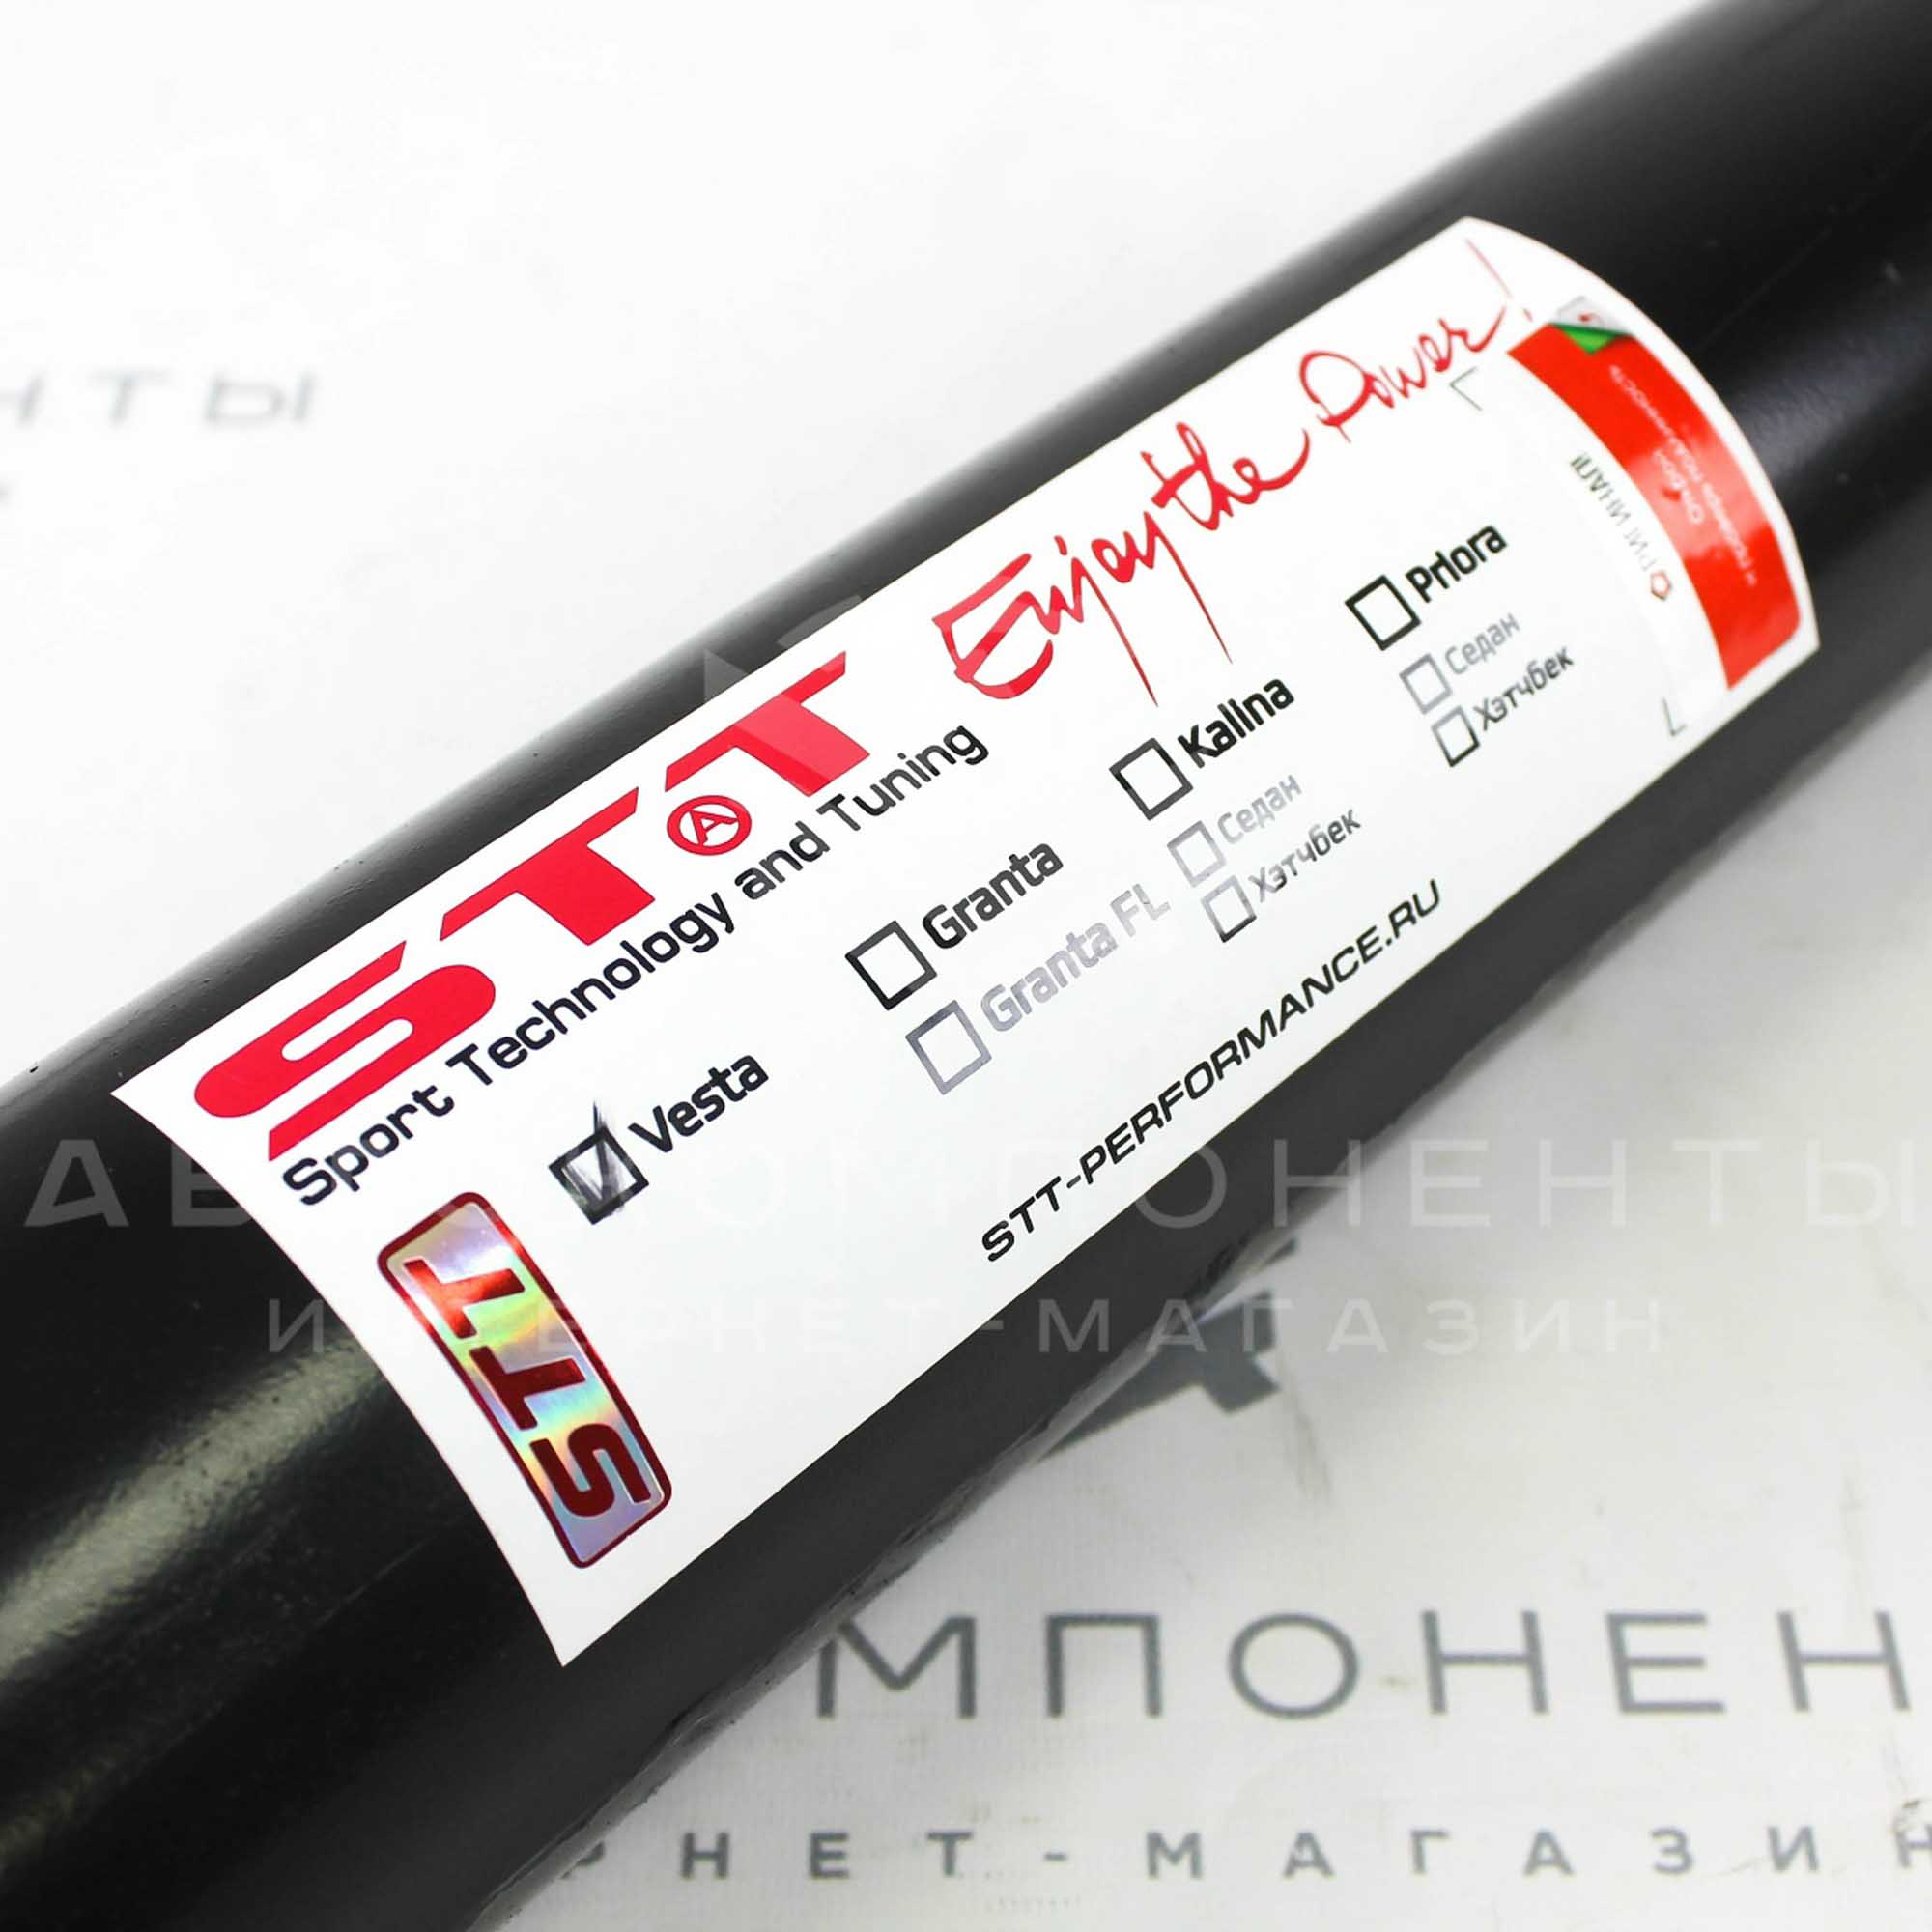 STT
A
Sport Technology and Tuning
Enjoy the Power!
Vesta
Granta
Granta FL
Kalina
Седан
Хэтчбек
Priora
Седан
Хэтчбек
STT-PERFORMANCE.RU
STT
ОРИГИНАЛ!
АВТОКОМПОНЕНТЫ
ИНТЕРНЕТ-МАГАЗИН
НТЫ
МПОНЕН
РНЕТ-МАГАЗИН